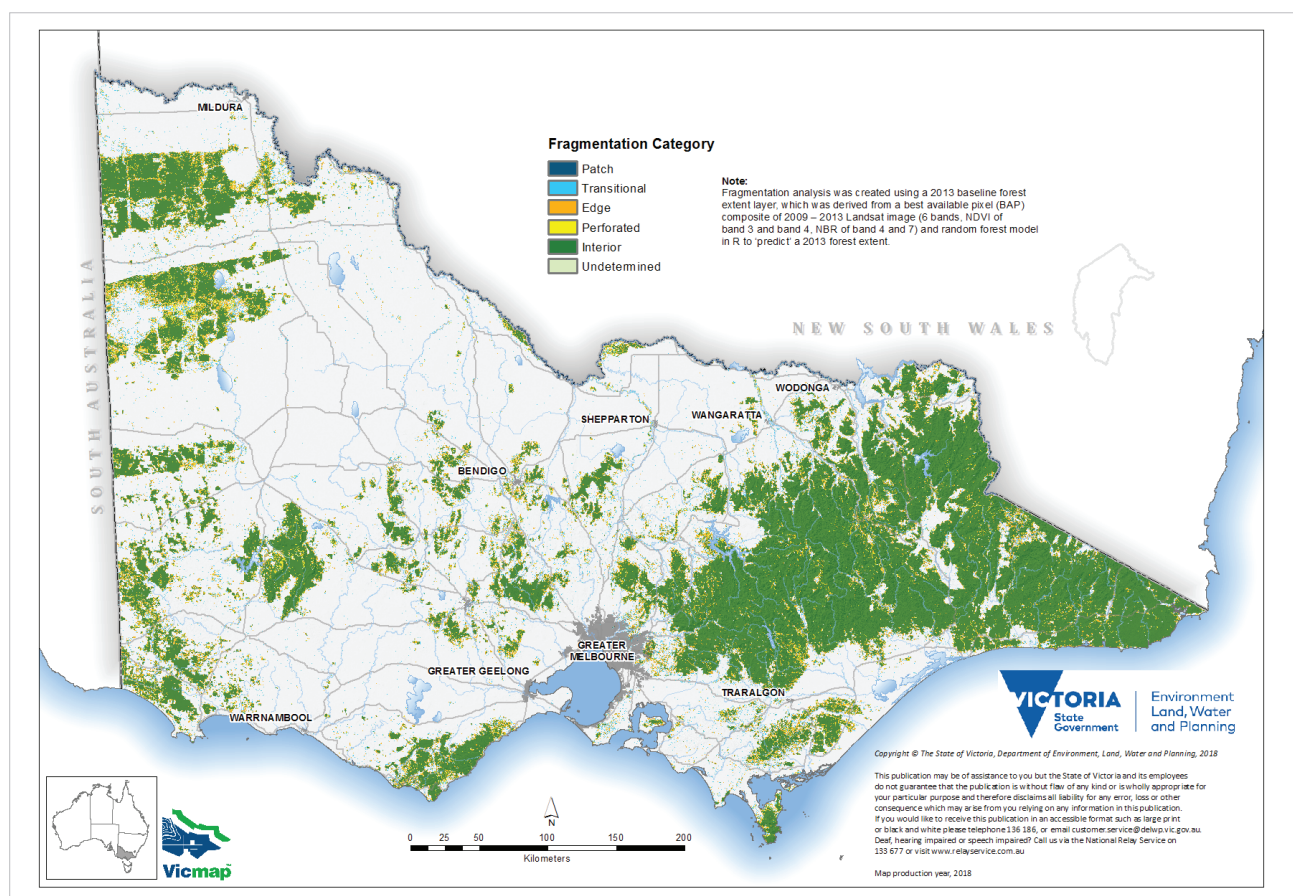 MILDURA
Fragmentation Category
Patch
Transitional
Edge
Perforated
Interior
Undetermined
Note:
Fragmentation analysis was created using a 2013 baseline forest
extent layer, which was derived from a best available pixel (BAP)
composite of 2009 – 2013 Landsat image (6 bands, NDVI of
band 3 and band 4, NBR of band 4 and 7) and random forest model
in R to 'predict' a 2013 forest extent.
SOUTH AUSTRALIA
NEW SOUTH WALES
WODONGA
SHEPPARTON
WANGARATTA
BENDIGO
GREATER
MELBOURNE
GREATER GEELONG
TRARALGON
WARRNAMBOOL
VICTORIA
State
Government
Environment
Land, Water
and Planning
Copyright © The State of Victoria, Department of Environment, Land, Water and Planning, 2018
This publication may be of assistance to you but the State of Victoria and its employees
do not guarantee that the publication is without flaw of any kind or is wholly appropriate for
your particular purpose and therefore disclaims all liability for any error, loss or other
consequence which may arise from you relying on any information in this publication.
If you would like to receive this publication in an accessible format such as large print
or black and white please telephone 136 186, or email customer.service@delwp.vic.gov.au.
Deaf, hearing impaired or speech impaired? Call us via the National Relay Service on
133 677 or visit www.relayservice.com.au
Map production year, 2018
N
0 25 50 100 150 200
Kilometers
Vicmap™